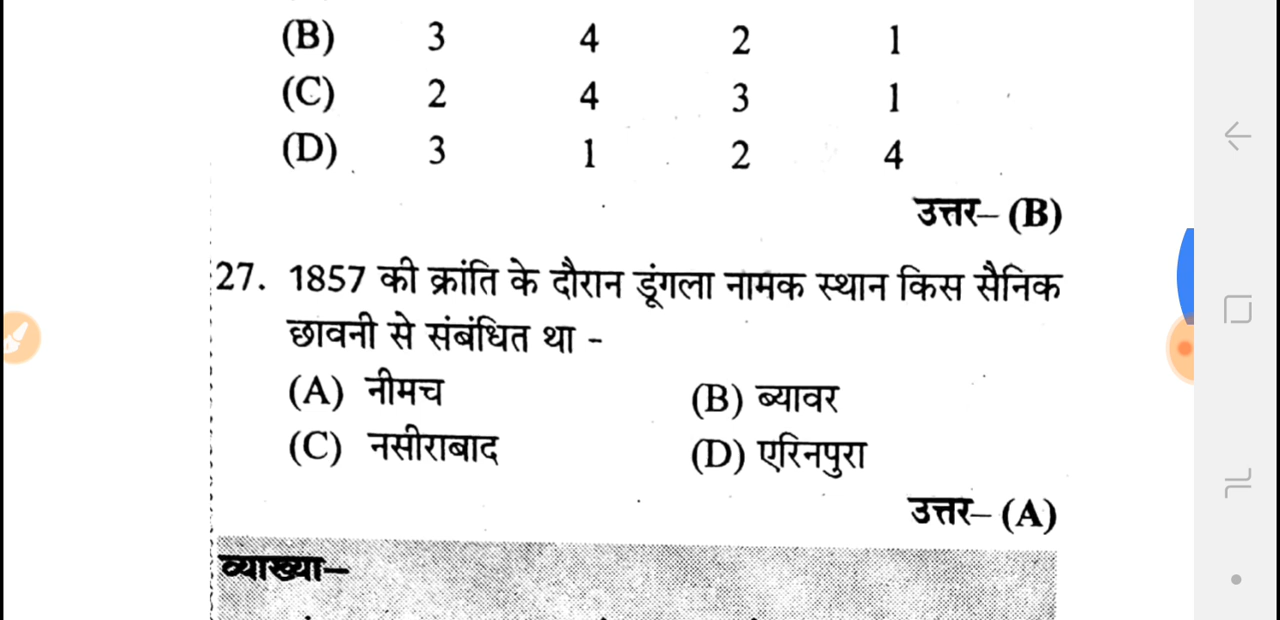 (B) 3 4 2 1
(C) 2 4 3 1
(D) 3 1 2 4
उत्तर– (B)
27. 1857 की क्रांति के दौरान डूंगला नामक स्थान किस सैनिक
छावनी से संबंधित था -
(A) नीमच (B) ब्यावर
(C) नसीराबाद (D) एरिनपुरा
उत्तर– (A)
व्याख्या–